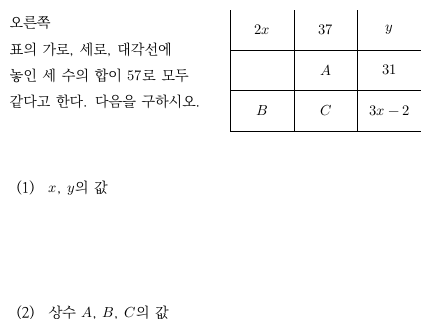 오른쪽
표의 가로, 세로, 대각선에
놓인 세 수의 합이 57로 모두
같다고 한다. 다음을 구하시오.
2x 37 y
A 31
B C 3x − 2
(1) x, y의 값
(2) 상수 A, B, C의 값